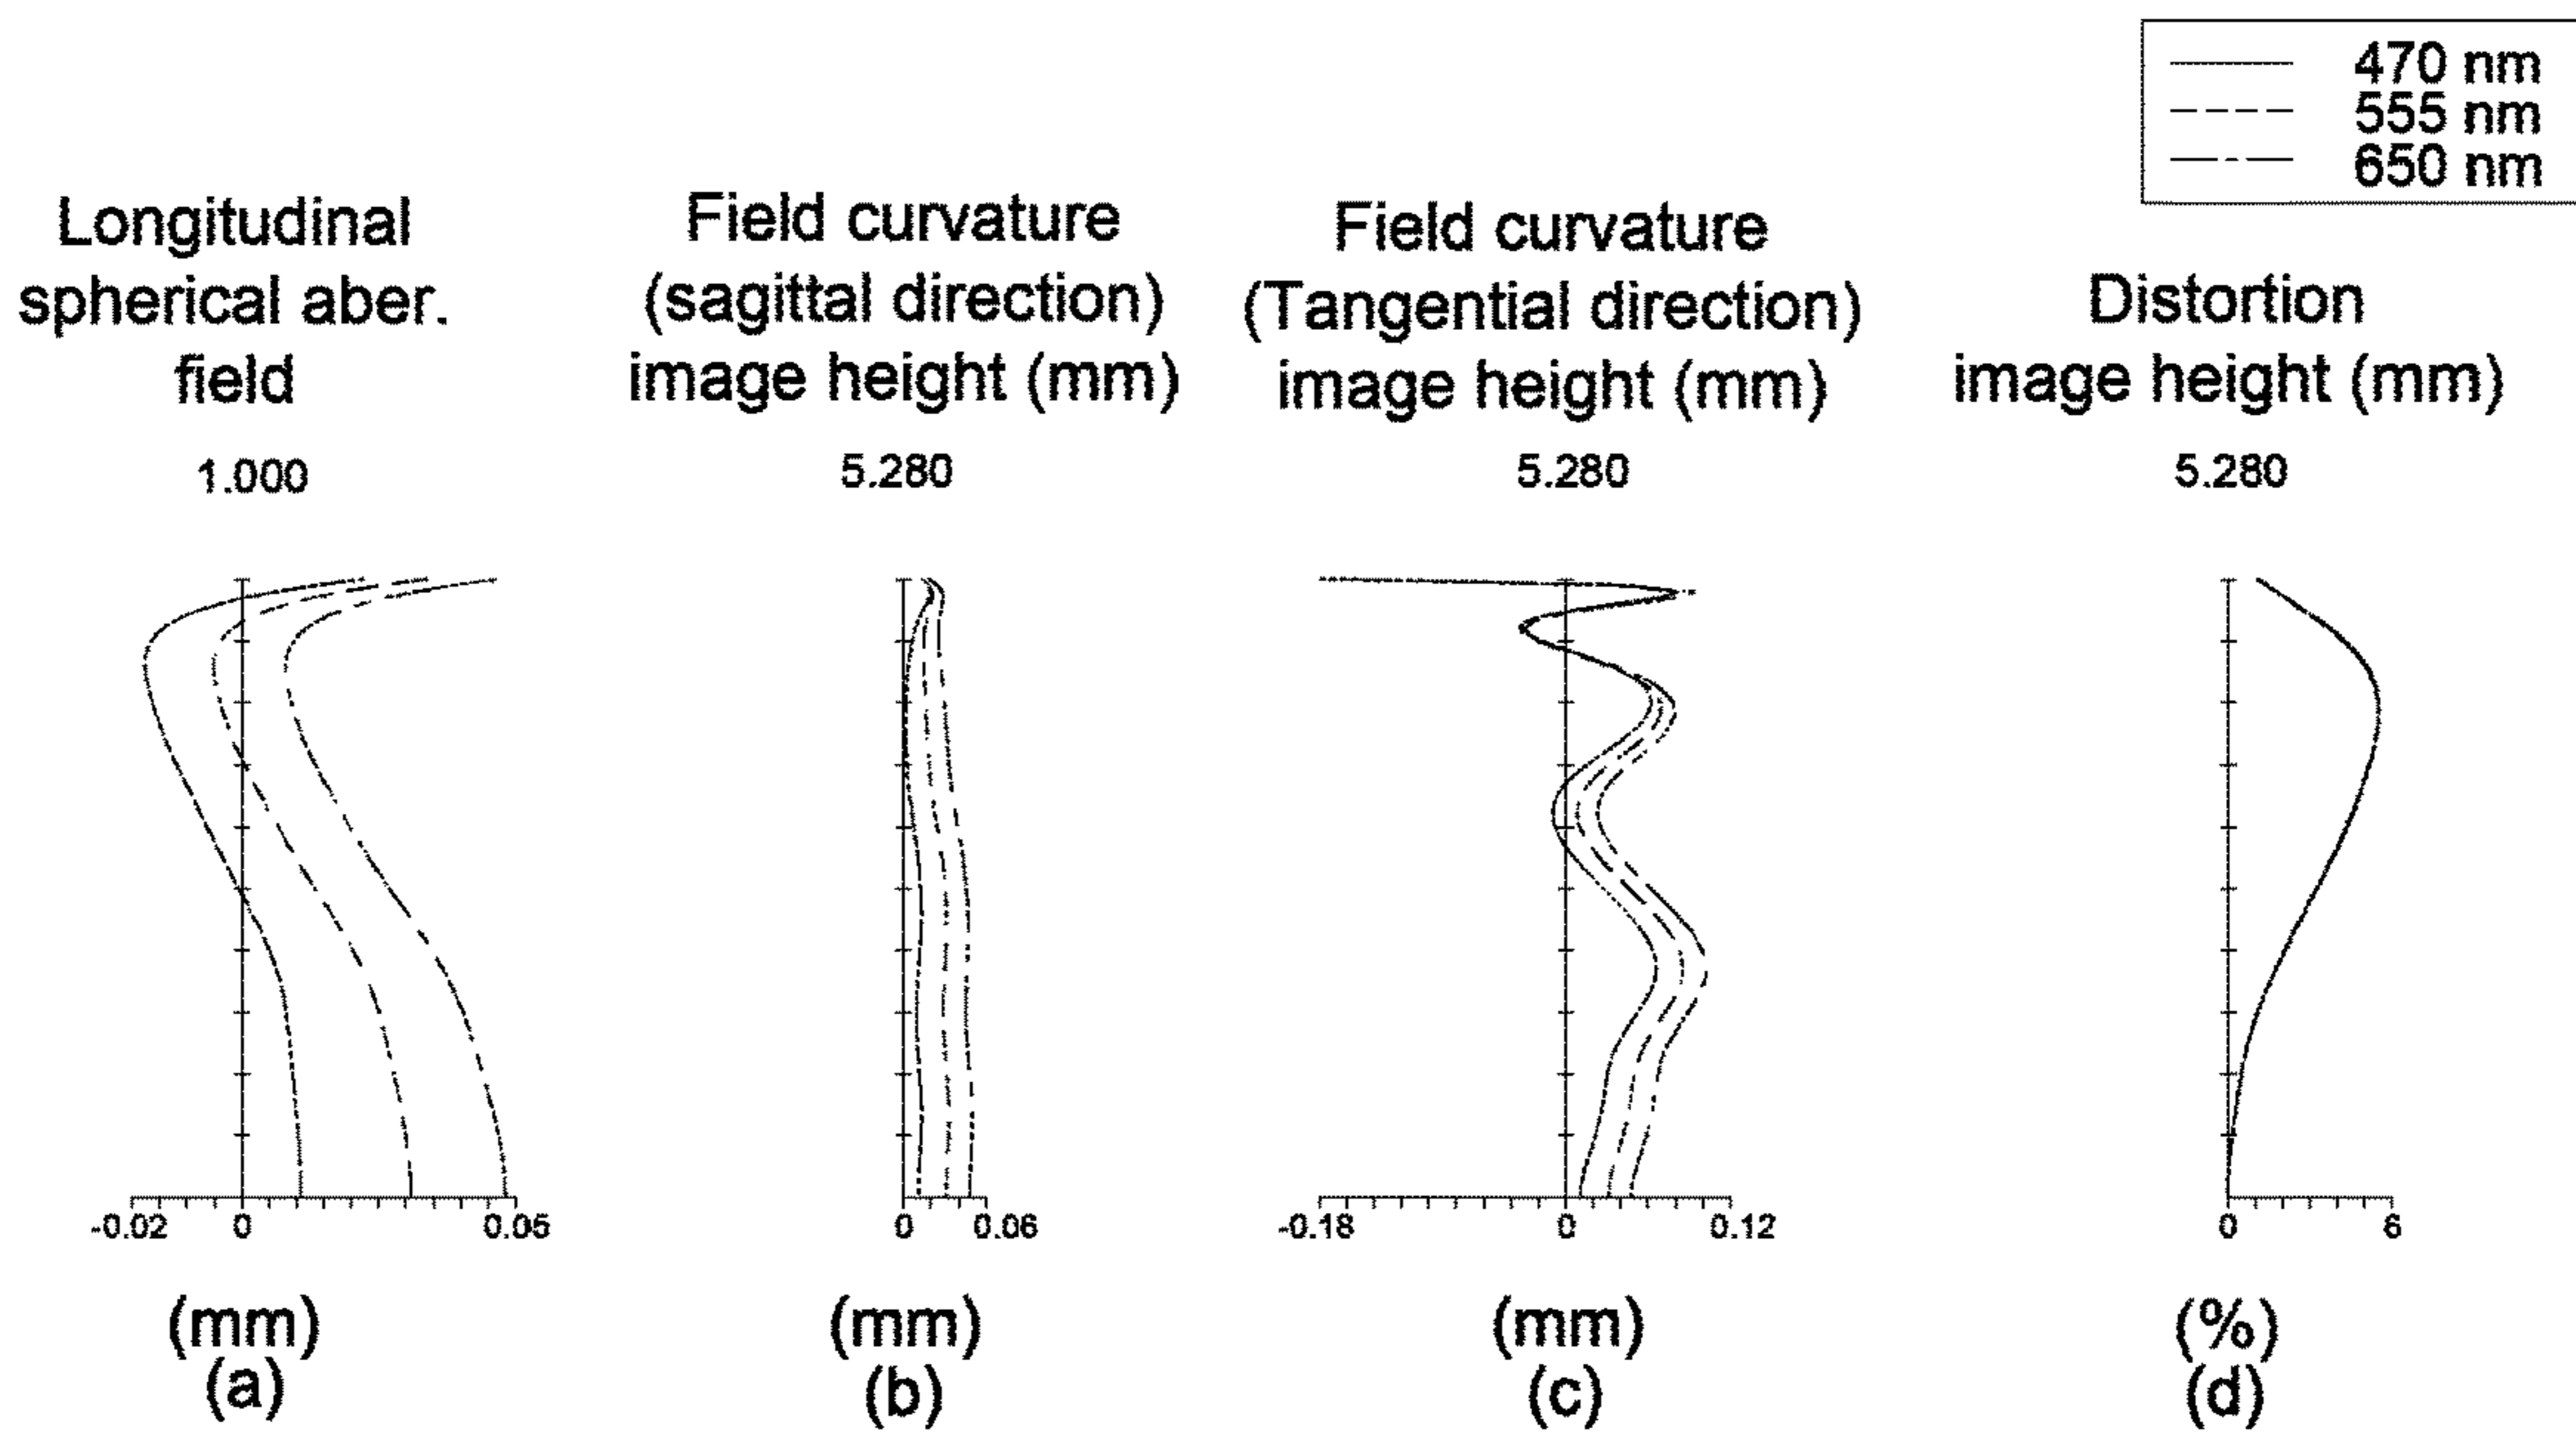 470 nm
555 nm
650 nm
Longitudinal
spherical aber.
field
1.000
-0.02 0 0.05
(mm)
(a)
Field curvature
(sagittal direction)
image height (mm)
5.280
0 0.06
(mm)
(b)
Field curvature
(Tangential direction)
image height (mm)
5.280
-0.18 0 0.12
(mm)
(c)
Distortion
image height (mm)
5.280
0 6
(%)
(d)